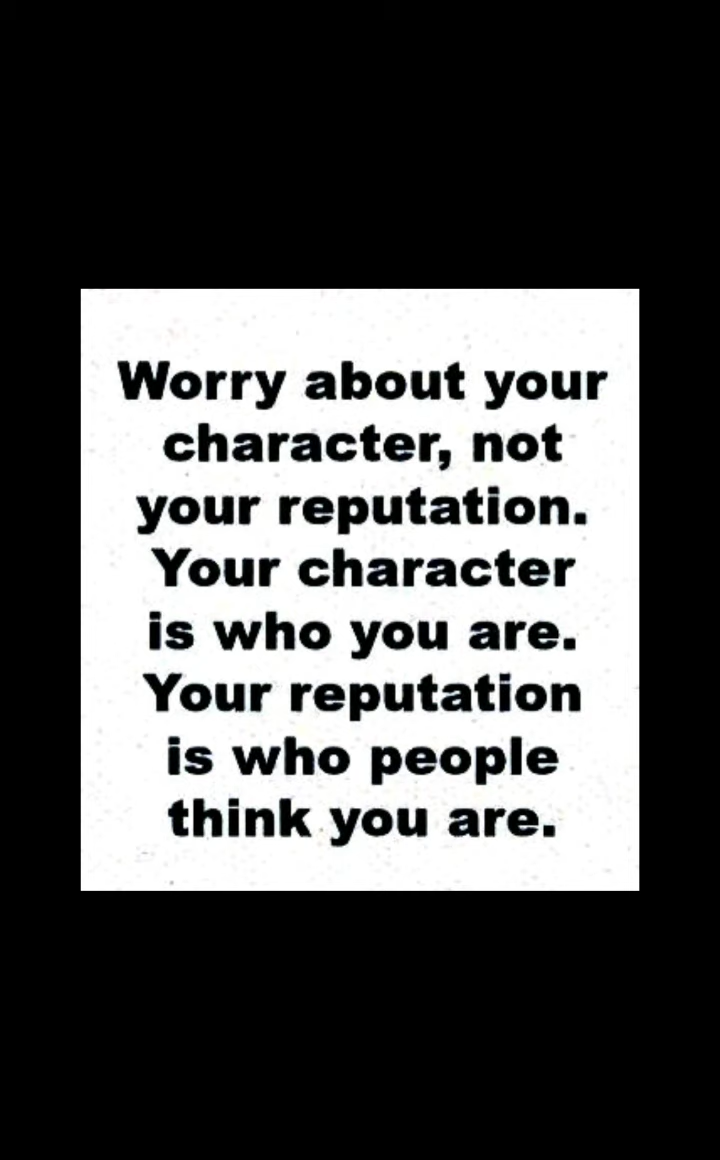 Worry about your
character, not
your reputation.
Your character
is who you are.
Your reputation
is who people
think you are.